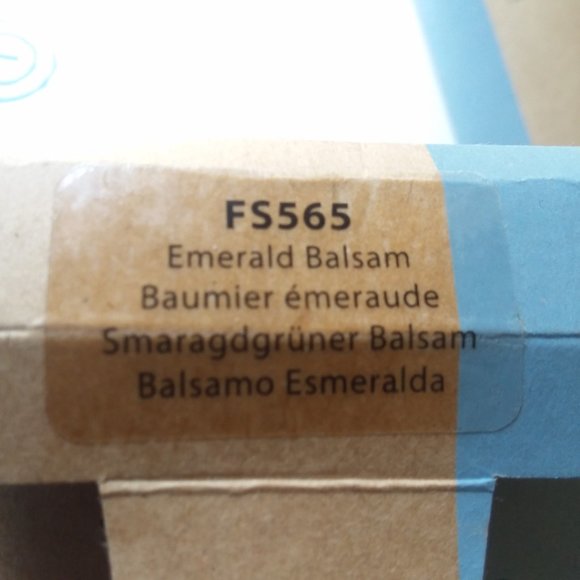 FS565
Emerald Balsam
Baumier émeraude
Smaragdgrüner Balsam
Balsamo Esmeralda